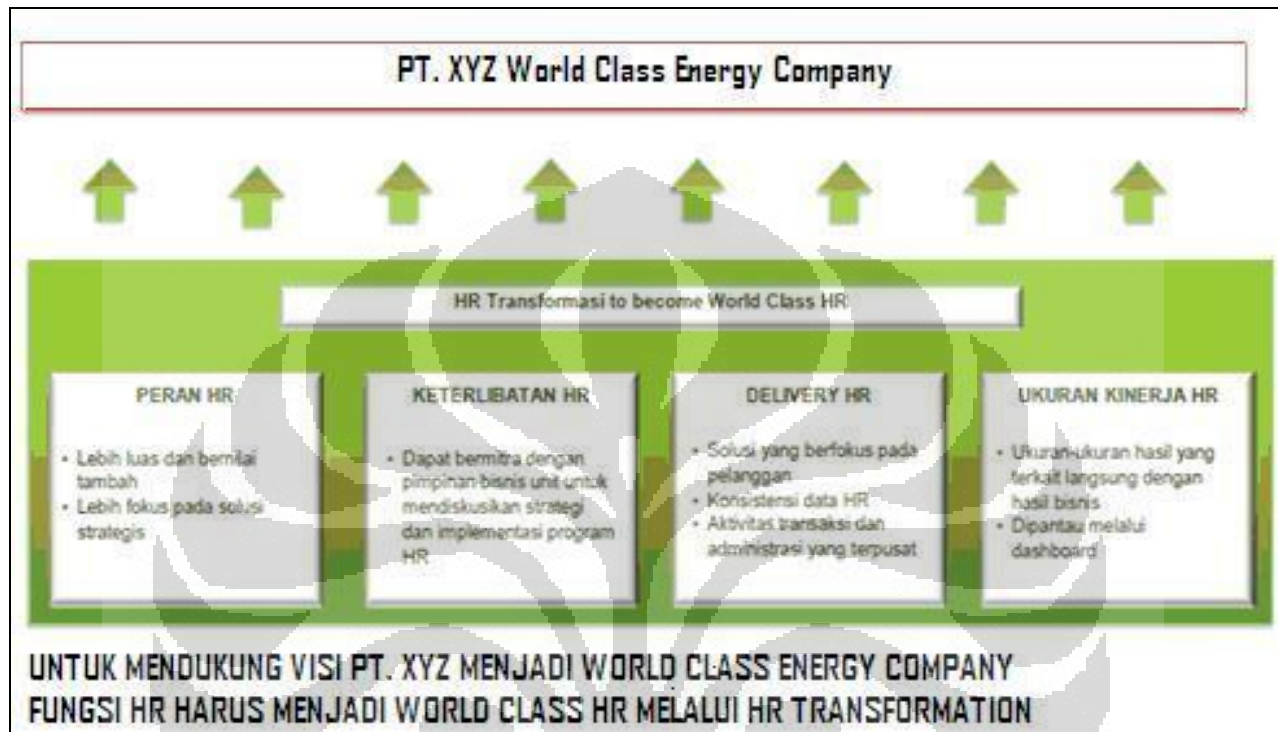 PT. XYZ World Class Energy Company
HR Transformasi to become World Class HR
PERAN HR
• Lebih luas dan bernilai
tambah
• Lebih fokus pada solusi
strategis
KETERLIBATAN HR
• Dapat bermitra dengan
pimpinan bisnis unit untuk
mendiskusikan strategi
dan implementasi program
HR
DELIVERY HR
• Solusi yang berfokus pada
pelanggan
• Konsistensi data HR
• Aktivitas transaksi dan
administrasi yang terpusat
UKURAN KINERJA HR
• Ukuran-ukuran hasil yang
terkait langsung dengan
hasil bisnis
• Dipantau melalui
dashboard
UNTUK MENDUKUNG VISI PT. XYZ MENJADI WORLD CLASS ENERGY COMPANY
FUNGSI HR HARUS MENJADI WORLD CLASS HR MELALUI HR TRANSFORMATION